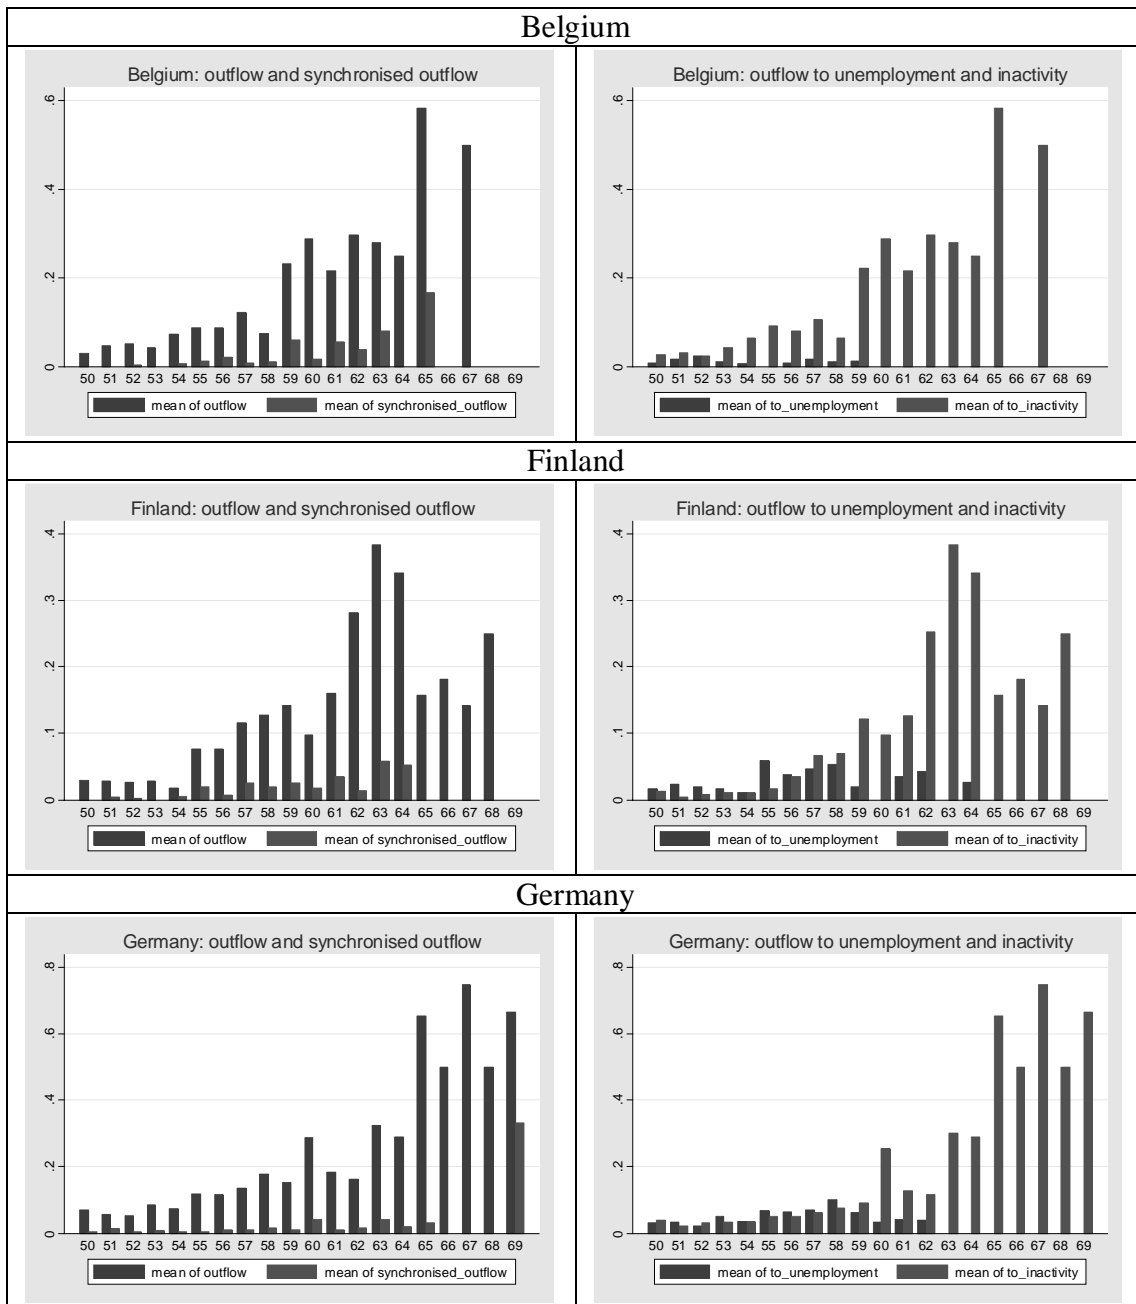 Belgium
Belgium: outflow and synchronised outflow
.6
.4
.2
0
50 51 52 53 54 55 56 57 58 59 60 61 62 63 64 65 66 67 68 69
mean of outflow mean of synchronised_outflow
Belgium: outflow to unemployment and inactivity
.6
.4
.2
0
50 51 52 53 54 55 56 57 58 59 60 61 62 63 64 65 66 67 68 69
mean of to_unemployment mean of to_inactivity
Finland
Finland: outflow and synchronised outflow
.4
.3
.2
.1
0
50 51 52 53 54 55 56 57 58 59 60 61 62 63 64 65 66 67 68 69
mean of outflow mean of synchronised_outflow
Finland: outflow to unemployment and inactivity
.4
.3
.2
.1
0
50 51 52 53 54 55 56 57 58 59 60 61 62 63 64 65 66 67 68 69
mean of to_unemployment mean of to_inactivity
Germany
Germany: outflow and synchronised outflow
.8
.6
.4
.2
0
50 51 52 53 54 55 56 57 58 59 60 61 62 63 64 65 66 67 68 69
mean of outflow mean of synchronised_outflow
Germany: outflow to unemployment and inactivity
.8
.6
.4
.2
0
50 51 52 53 54 55 56 57 58 59 60 61 62 63 64 65 66 67 68 69
mean of to_unemployment mean of to_inactivity